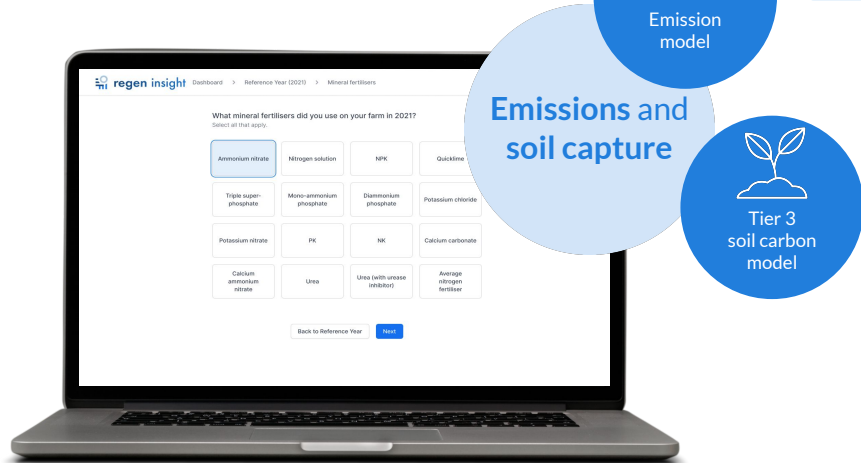 Emission
model
regen insight
Dashboard > Reference Year (2021) > Mineral fertilisers
What mineral fertilisers did you use on your farm in 2021?
Select all that apply.
Ammonium nitrate
Nitrogen solution
NPK
Quicklime
Triple super-
phosphate
Mono-ammonium
phosphate
Diammonium
phosphate
Potassium chloride
Potassium nitrate
PK
NK
Calcium carbonate
Calcium
ammonium
nitrate
Urea
Urea (with urease
inhibitor)
Average
nitrogen
fertiliser
Back to Reference Year
Next
Emissions and
soil capture
Tier 3
soil carbon
model